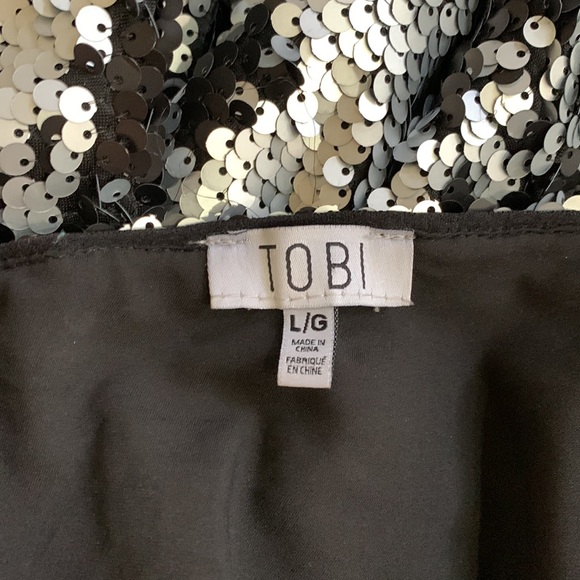 TOBI
L/G
MADE IN
CHINA
FABRIQUÉ
EN CHINE